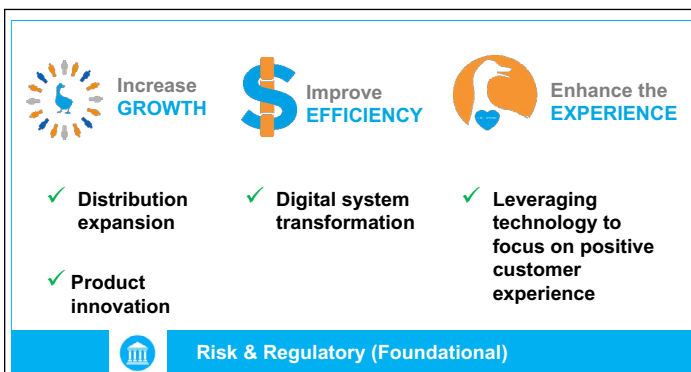 Increase
GROWTH
Improve
EFFICIENCY
Enhance the
EXPERIENCE
✓ Distribution
expansion
✓ Product
innovation
✓ Digital system
transformation
✓ Leveraging
technology to
focus on positive
customer
experience
Risk & Regulatory (Foundational)